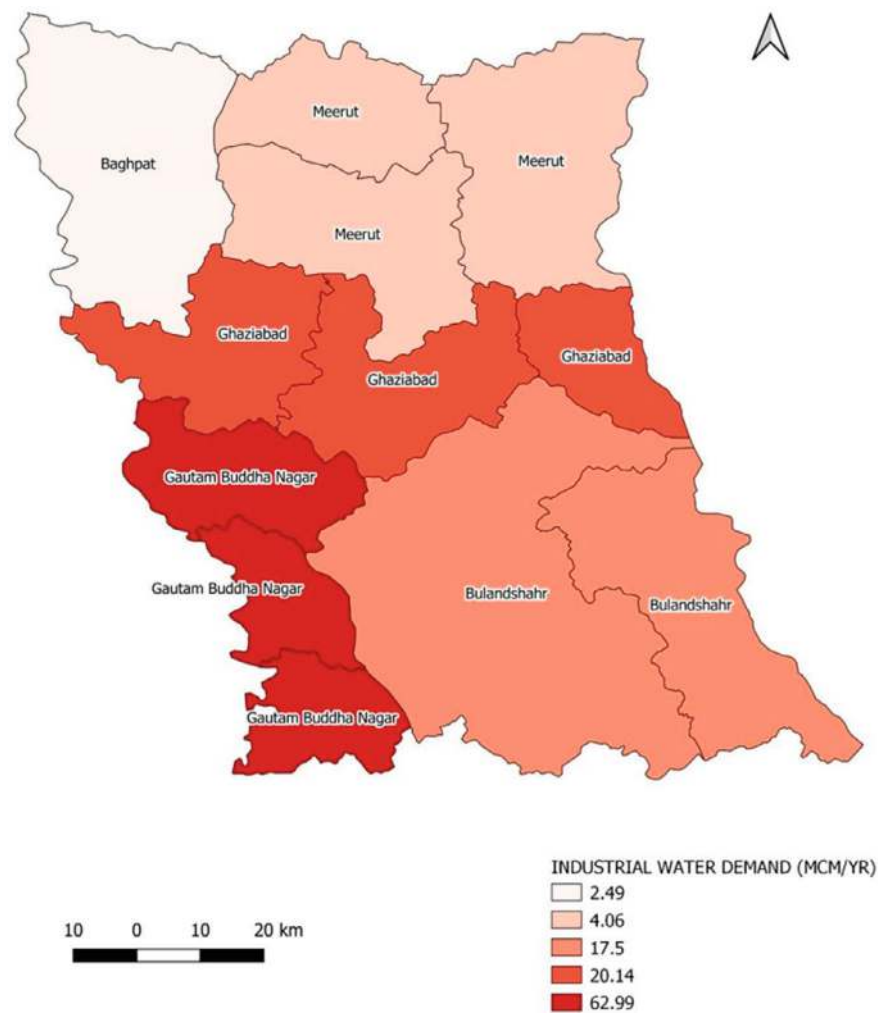 Meerut
Baghpat
Meerut
Meerut
Ghaziabad
Ghaziabad
Ghaziabad
Gautam Buddha Nagar
Gautam Buddha Nagar
Bulandshahr
Bulandshahr
Gautam Buddha Nagar
INDUSTRIAL WATER DEMAND (MCM/YR)
2.49
4.06
17.5
20.14
62.99
10 0 10 20 km